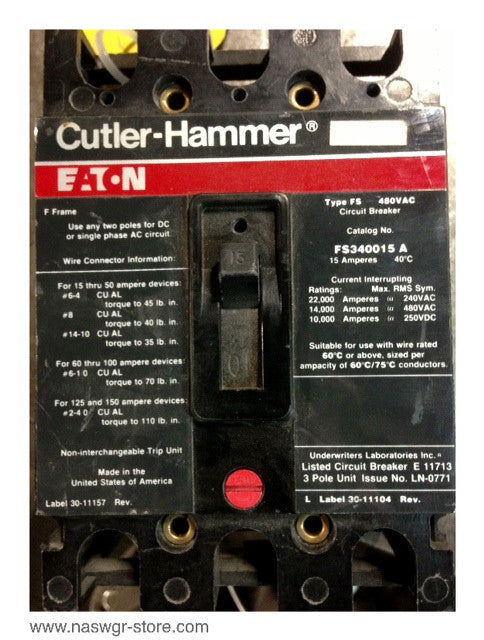 Cutler-Hammer®
EATON
F Frame
Use any two poles for DC
or single phase AC circuit.
Wire Connector Information:
For 15 thru 50 ampere devices:
#6-4 CU AL
torque to 45 lb. in.
#8 CU AL
torque to 40 lb. in.
#14-10 CU AL
torque to 35 lb. in.
For 60 thru 100 ampere devices:
#6-1 0 CU AL
torque to 70 lb. in.
For 125 and 150 ampere devices:
#2-4 0 CU AL
torque to 110 lb. in.
Non-interchangeable Trip Unit
Made in the
United States of America
Label 30-11157 Rev.
15
O
Type FS 480VAC
Circuit Breaker
Catalog No.
FS340015 A
15 Amperes 40°C
Current Interrupting
Ratings: Max. RMS Sym.
22,000 Amperes @ 240VAC
14,000 Amperes @ 480VAC
10,000 Amperes @ 250VDC
Suitable for use with wire rated
60°C or above, sized per
ampacity of 60°C/75°C conductors.
Underwriters Laboratories Inc.
Listed Circuit Breaker E 11713
3 Pole Unit Issue No. LN-0771
L Label 30-11104 Rev.
www.naswgr-store.com